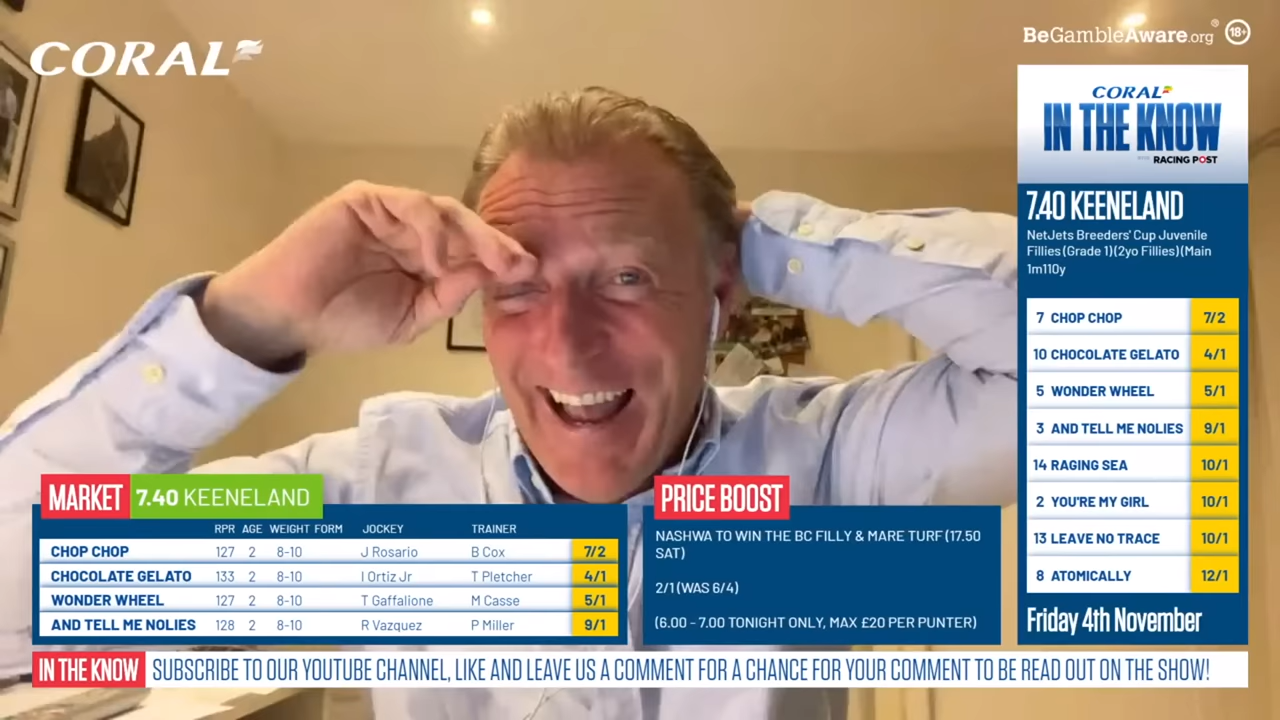 CORAL
BeGambleAware.org® 18+
CORAL
IN THE KNOW
WITH RACING POST
7.40 KEENELAND
NetJets Breeders' Cup Juvenile
Fillies (Grade 1) (2yo Fillies) (Main
1m110y
7 CHOP CHOP 7/2
10 CHOCOLATE GELATO 4/1
5 WONDER WHEEL 5/1
3 AND TELL ME NOLIES 9/1
14 RAGING SEA 10/1
2 YOU'RE MY GIRL 10/1
13 LEAVE NO TRACE 10/1
8 ATOMICALLY 12/1
Friday 4th November
MARKET 7.40 KEENELAND
RPR AGE WEIGHT FORM JOCKEY TRAINER
CHOP CHOP 127 2 8-10 J Rosario B Cox 7/2
CHOCOLATE GELATO 133 2 8-10 I Ortiz Jr T Pletcher 4/1
WONDER WHEEL 127 2 8-10 T Gaffalione M Casse 5/1
AND TELL ME NOLIES 128 2 8-10 R Vazquez P Miller 9/1
PRICE BOOST
NASHWA TO WIN THE BC FILLY & MARE TURF (17.50
SAT)
2/1 (WAS 6/4)
(6.00 - 7.00 TONIGHT ONLY, MAX £20 PER PUNTER)
IN THE KNOW SUBSCRIBE TO OUR YOUTUBE CHANNEL, LIKE AND LEAVE US A COMMENT FOR A CHANCE FOR YOUR COMMENT TO BE READ OUT ON THE SHOW!